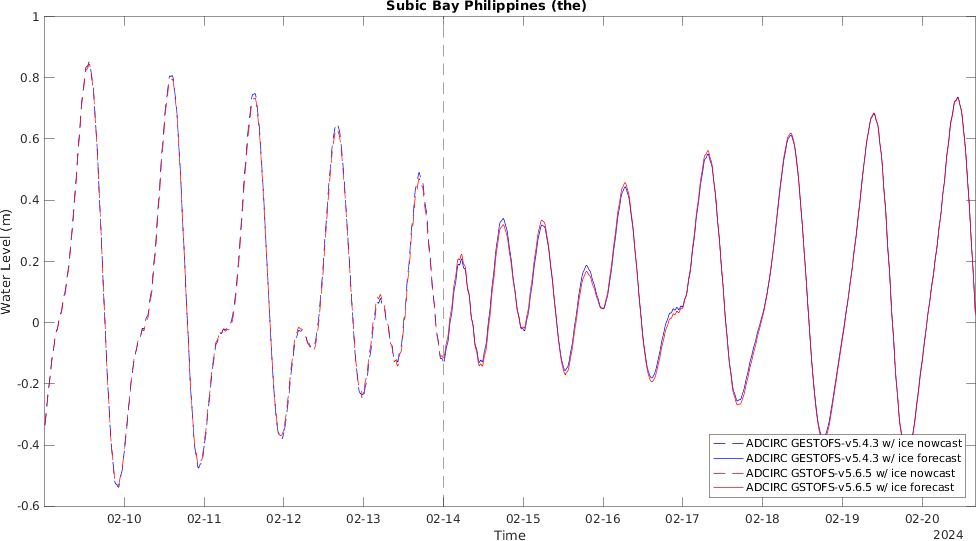 Subic Bay Philippines (the)
Water Level (m)
1
0.8
0.6
0.4
0.2
0
-0.2
-0.4
-0.6
ADCIRC GESTOFS-v5.4.3 w/ ice nowcast
ADCIRC GESTOFS-v5.4.3 w/ ice forecast
ADCIRC GSTOFS-v5.6.5 w/ ice nowcast
ADCIRC GSTOFS-v5.6.5 w/ ice forecast
02-10 02-11 02-12 02-13 02-14 02-15 02-16 02-17 02-18 02-19 02-20
Time
2024